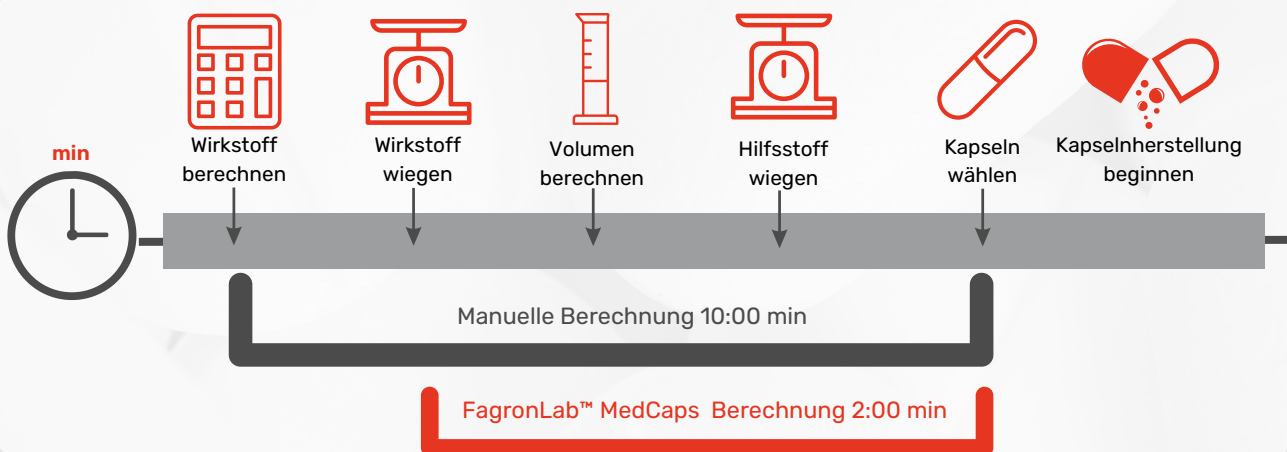 min
Wirkstoff
berechnen
Wirkstoff
wiegen
Volumen
berechnen
Hilfsstoff
wiegen
Kapseln
wählen
Kapselnherstellung
beginnen
Manuelle Berechnung 10:00 min
FagronLab™ MedCaps Berechnung 2:00 min